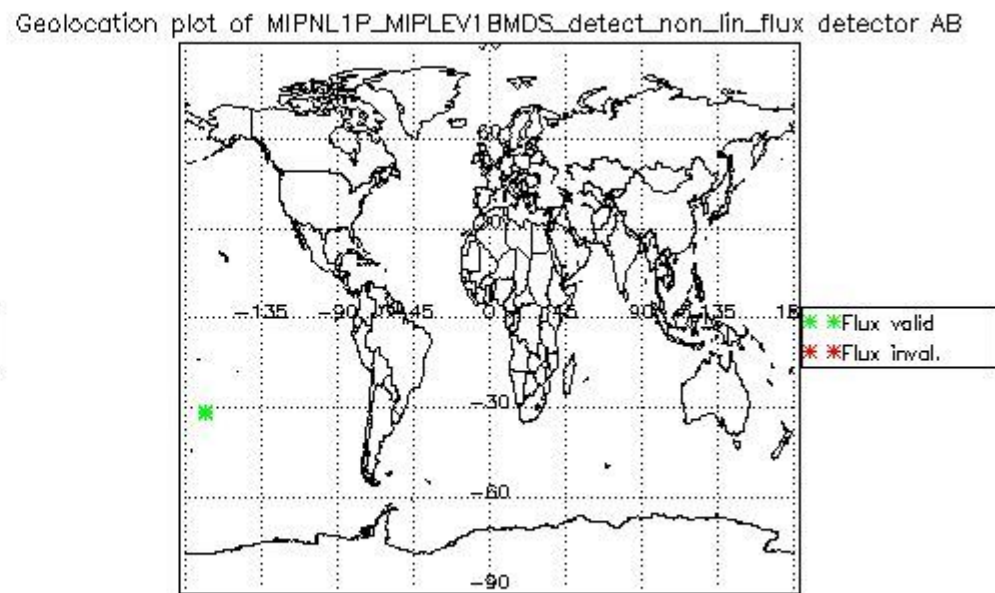 Geolocation plot of MIPNL1P_MIPLEV1BMDS_detect_non_lin_flux detector AB
-135 -90 -45 0 45 90 135
Flux valid
Flux inval.
-30
-60
-90